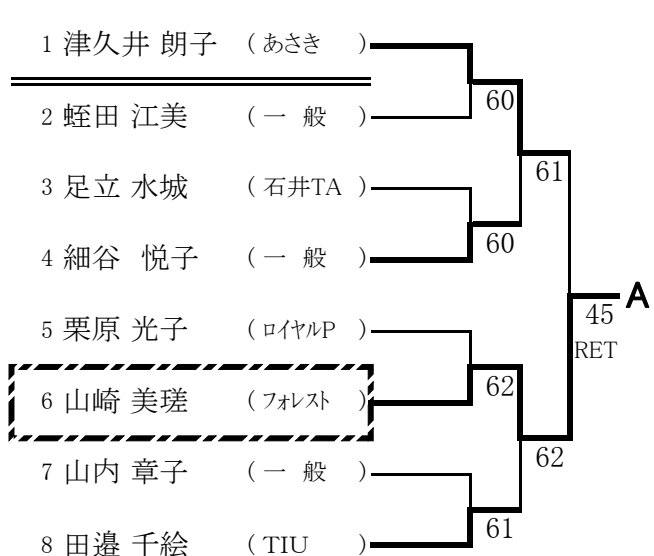 1 津久井 朗子 (あさき )
60
2 蛭田 江美 (一 般 )
61
3 足立 水城 (石井TA )
60
4 細谷 悦子 (一 般 )
A
45
5 栗原 光子 (ロイヤルP )
RET
62
6 山崎 美瑳 (フォレスト )
62
7 山内 章子 (一 般 )
61
8 田邉 千絵 (TIU )